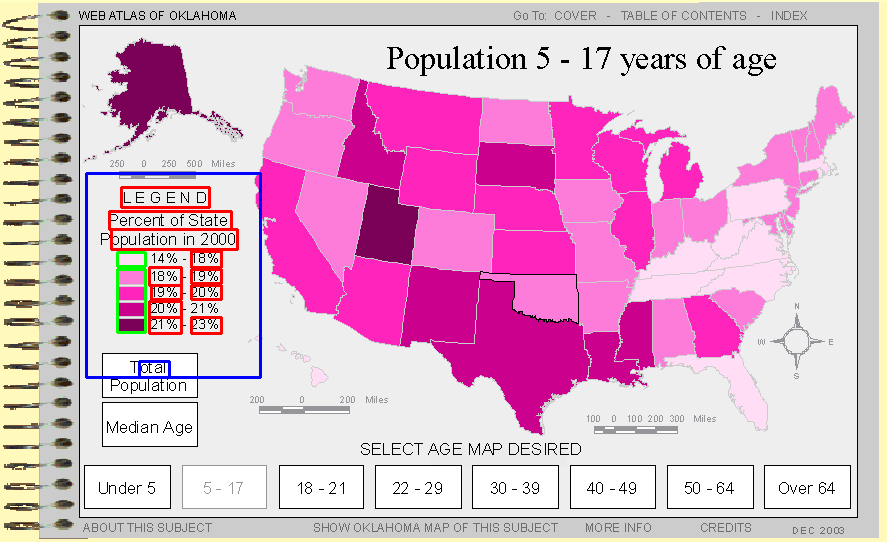 WEB ATLAS OF OKLAHOMA
Go To: COVER - TABLE OF CONTENTS - INDEX
Population 5 - 17 years of age
250 0 250 500 Miles
L E G E N D
Percent of State
Population in 2000
14% - 18%
18% - 19%
19% - 20%
20% - 21%
21% - 23%
N
W E
S
Total
Population
Median Age
200 0 200 Miles
100 0 100 200 300 Miles
SELECT AGE MAP DESIRED
Under 5
5 - 17
18 - 21
22 - 29
30 - 39
40 - 49
50 - 64
Over 64
ABOUT THIS SUBJECT
SHOW OKLAHOMA MAP OF THIS SUBJECT
MORE INFO
CREDITS
DEC 2003